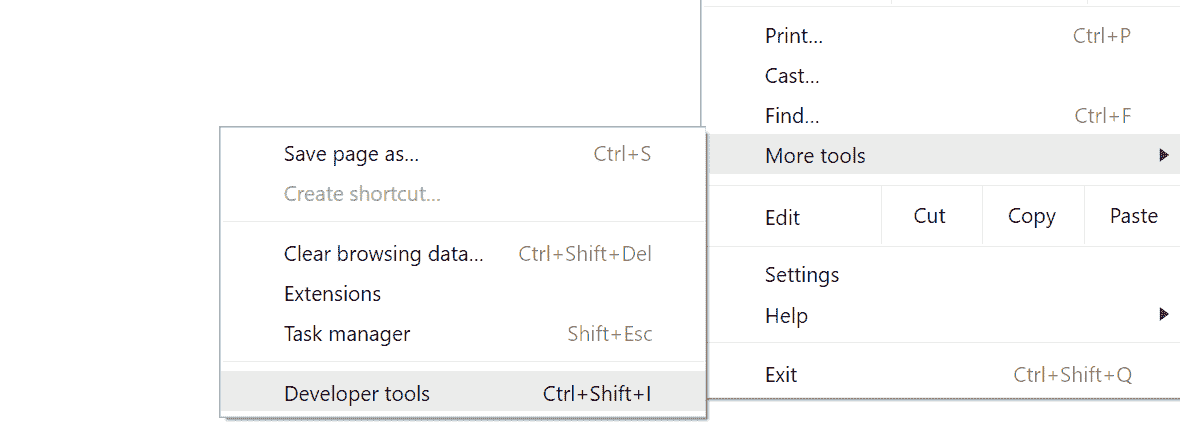 Print... Ctrl+P
Cast...
Find... Ctrl+F
More tools
Edit Cut Copy Paste
Settings
Help
Exit Ctrl+Shift+Q
Save page as... Ctrl+S
Create shortcut...
Clear browsing data... Ctrl+Shift+Del
Extensions
Task manager Shift+Esc
Developer tools Ctrl+Shift+I